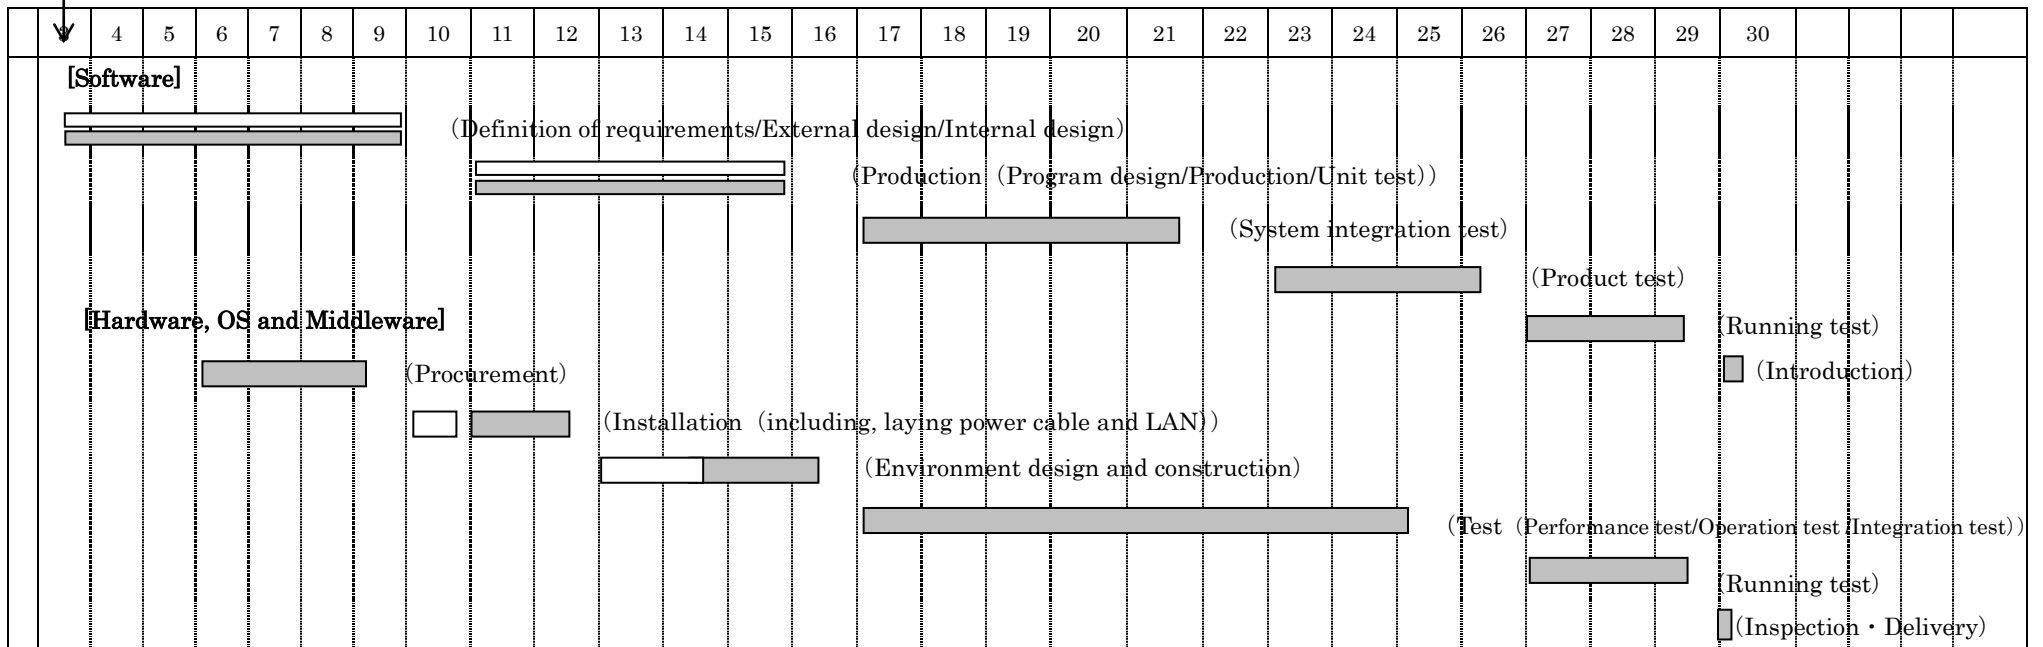 4 5 6 7 8 9 10 11 12 13 14 15 16 17 18 19 20 21 22 23 24 25 26 27 28 29 30
[Software]
(Definition of requirements/External design/Internal design)
(Production (Program design/Production/Unit test))
(System integration test)
(Product test)
[Hardware, OS and Middleware]
(Running test)
(Procurement)
(Introduction)
(Installation (including, laying power cable and LAN))
(Environment design and construction)
(Test (Performance test/Operation test /Integration test))
(Running test)
(Inspection・Delivery)